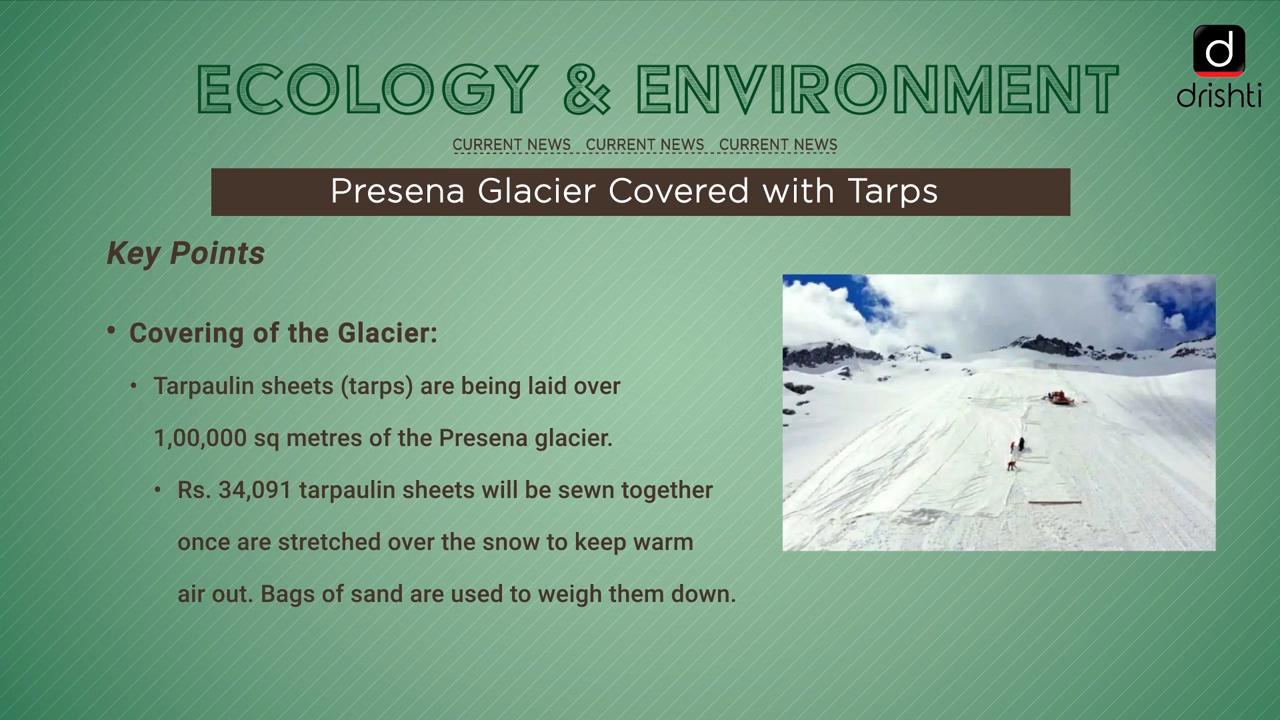 ECOLOGY & ENVIRONMENT
d
drishti
CURRENT NEWS CURRENT NEWS CURRENT NEWS
Presena Glacier Covered with Tarps
Key Points
• Covering of the Glacier:
• Tarpaulin sheets (tarps) are being laid over
1,00,000 sq metres of the Presena glacier.
• Rs. 34,091 tarpaulin sheets will be sewn together
once are stretched over the snow to keep warm
air out. Bags of sand are used to weigh them down.